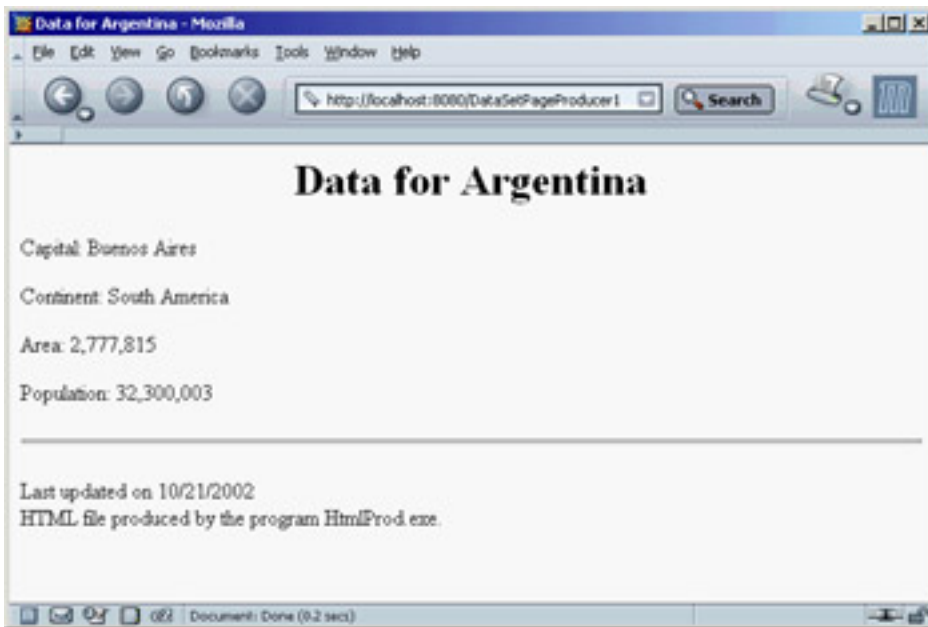 Data for Argentina - Mozilla
File Edit View Go Bookmarks Tools Window Help
http://localhost:8080/DataSetPageProducer1 Search
Data for Argentina
Capital: Buenos Aires
Continent: South America
Area: 2,777,815
Population: 32,300,003
Last updated on 10/21/2002
HTML file produced by the program HtmlProd.exe.
Document: Done (0.2 secs)